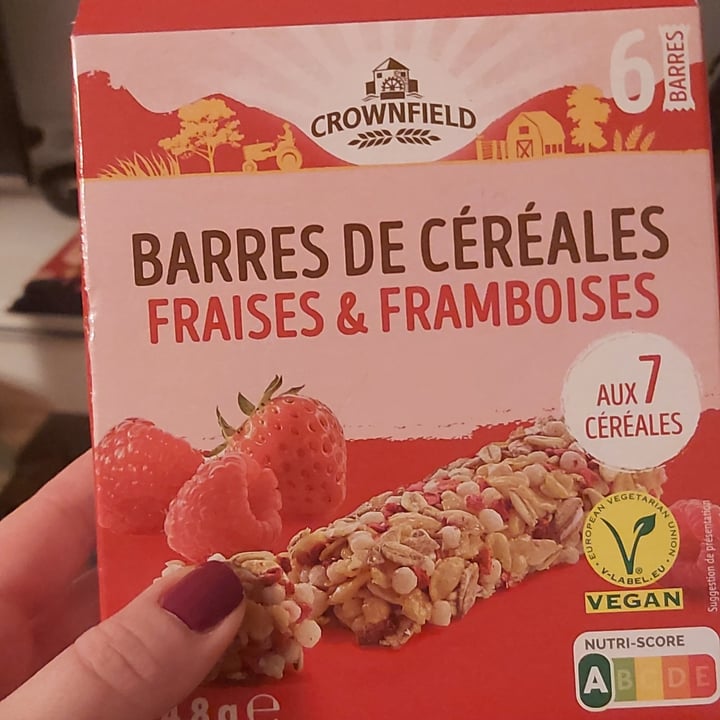 6 BARRES
CROWNFIELD
BARRES DE CÉRÉALES
FRAISES & FRAMBOISES
AUX 7
CÉRÉALES
EUROPEAN VEGETARIAN UNION
V-LABEL.EU
VEGAN
Suggestion de présentation
NUTRI-SCORE
A B C D E
48g e